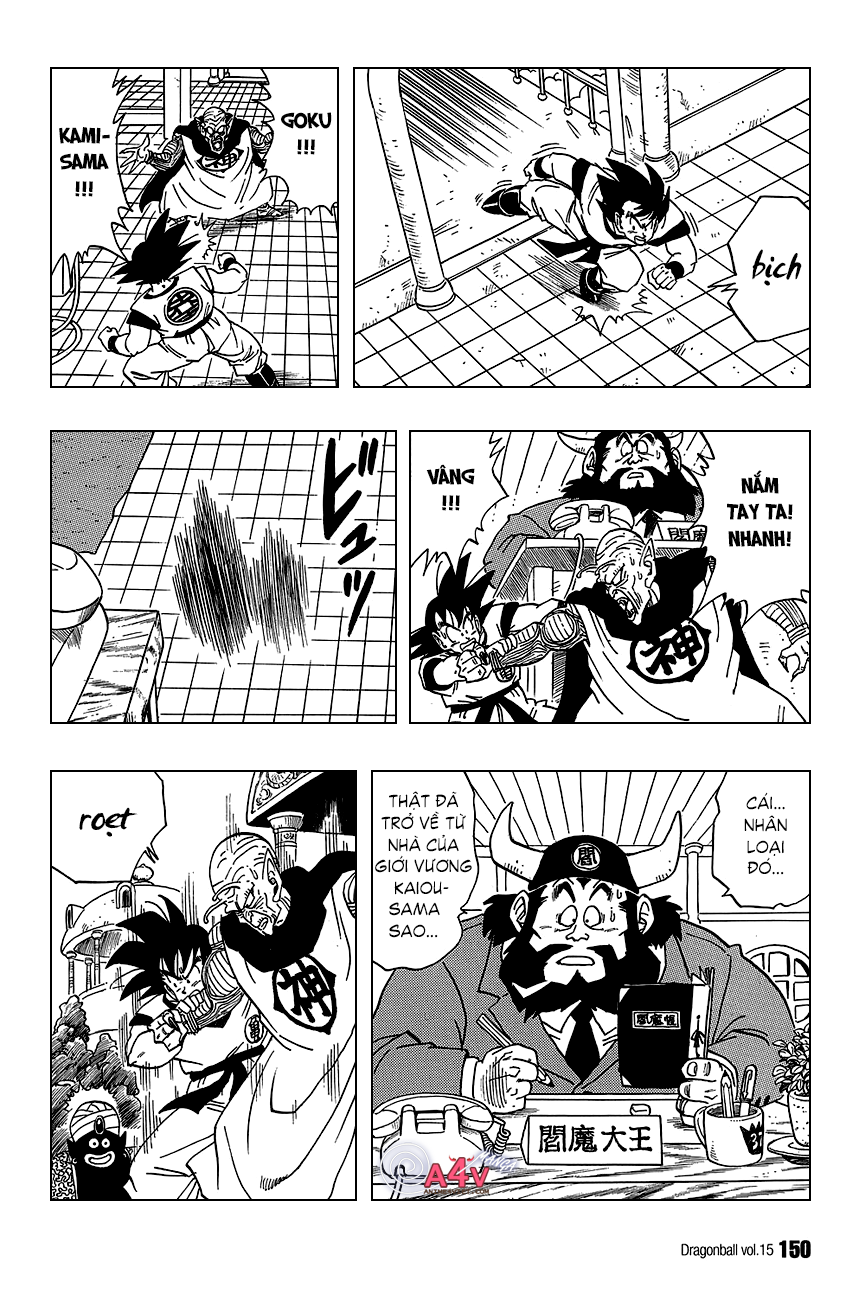 bịch
GOKU
!!!
KAMI-
SAMA
!!!
NẮM
TAY TA!
NHANH!
VÂNG
!!!
閻魔
神
ビュッ
CÁI...
NHÂN
LOẠI
ĐÓ...
THẬT ĐÃ
TRỞ VỀ TỪ
NHÀ CỦA
GIỚI VƯƠNG
KAIOU-
SAMA
SAO...
閻
閻魔大王
A4V
roẹt
神
Dragonball vol.15 150